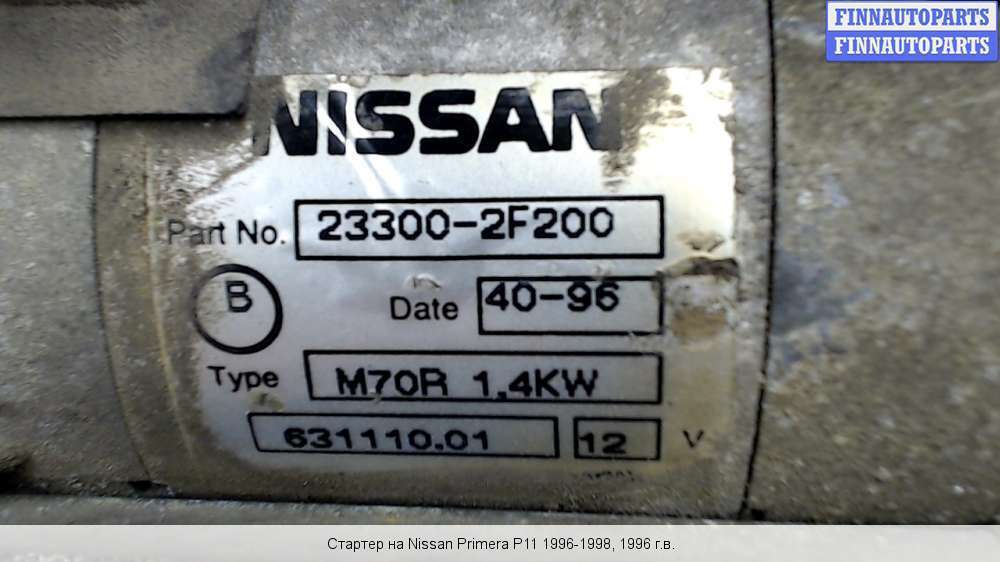 FINNAUTOPARTS
FINNAUTOPARTS
NISSAN
Part No. 23300-2F200
B
Date 40-96
Type M70R 1.4KW
631110.01 12 V
Стартер на Nissan Primera P11 1996-1998, 1996 г.в.